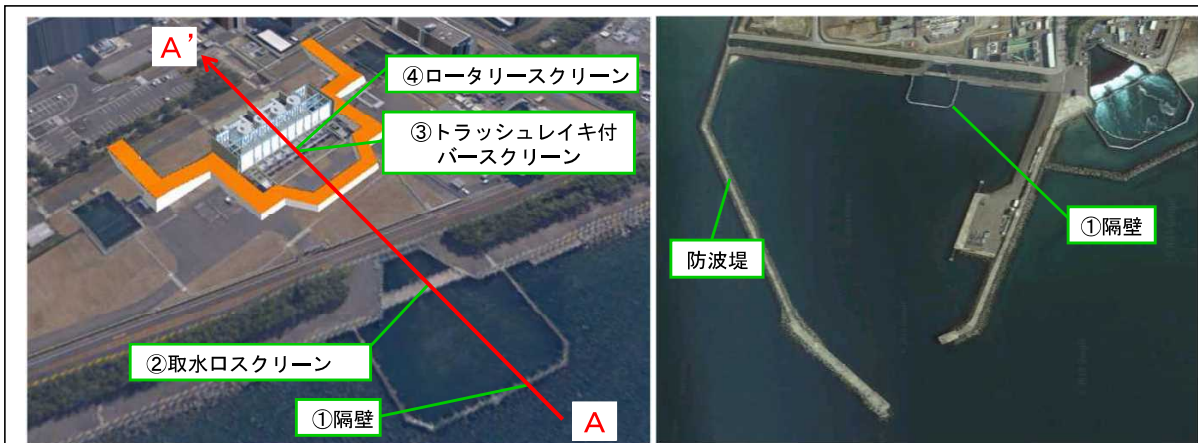 A'
④ロータリースクリーン
③トラッシュレイキ付
バースクリーン
②取水口スクリーン
①隔壁
A
①隔壁
防波堤